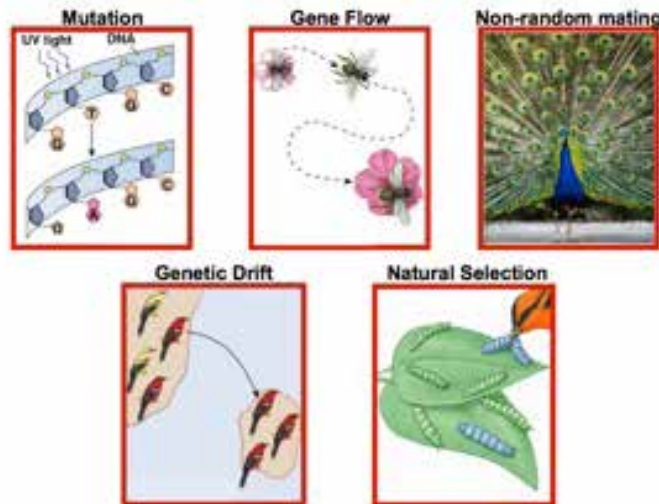 Mutation
Gene Flow
Non-random mating
UV light
DNA
G
T
G
C
G
A
G
C
Genetic Drift
Natural Selection